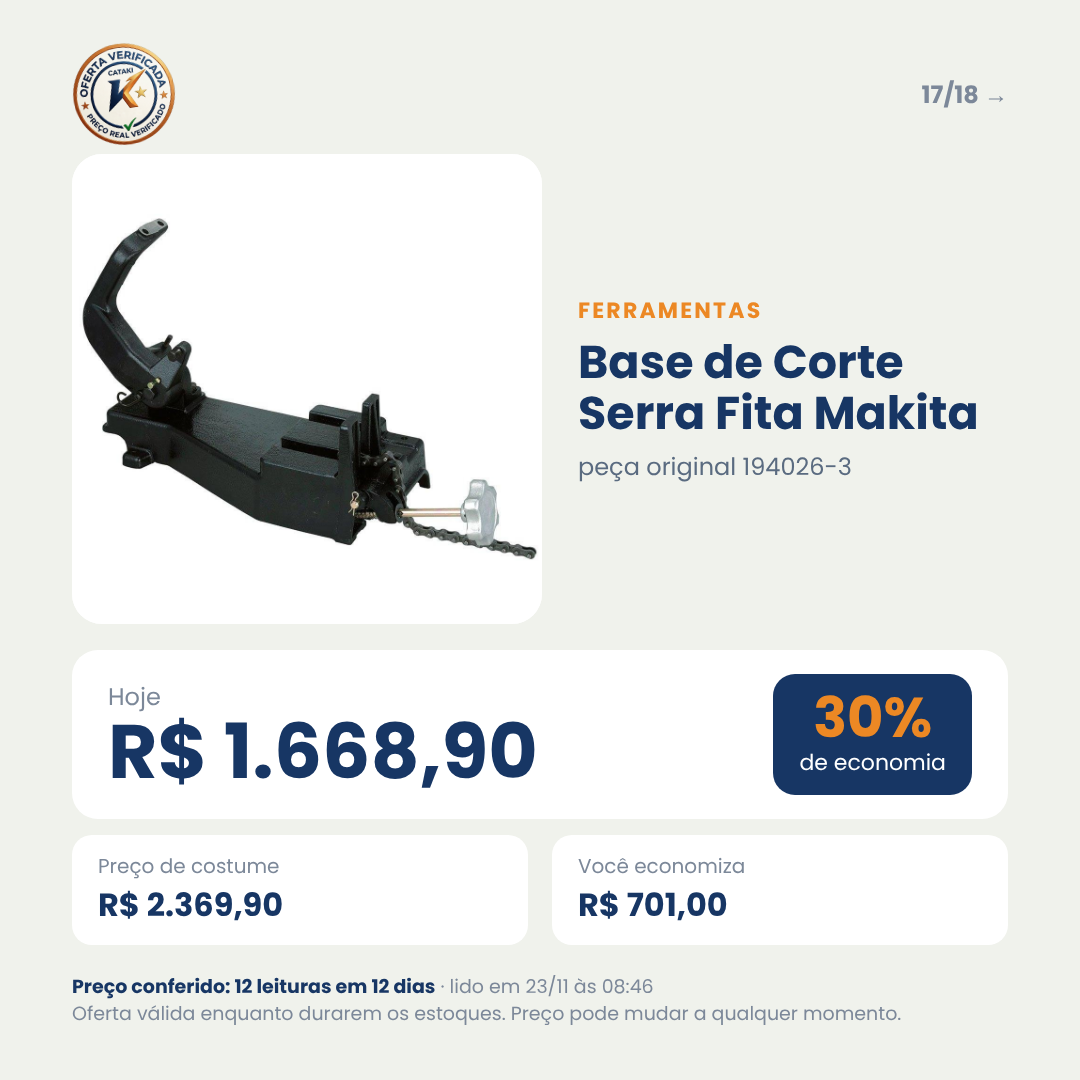 OFERTA VERIFICADA
CATAKI
K
PREÇO REAL VERIFICADO
17/18 →
FERRAMENTAS
Base de Corte
Serra Fita Makita
peça original 194026-3
Hoje
R$ 1.668,90
30%
de economia
Preço de costume
R$ 2.369,90
Você economiza
R$ 701,00
Preço conferido: 12 leituras em 12 dias · lido em 23/11 às 08:46
Oferta válida enquanto durarem os estoques. Preço pode mudar a qualquer momento.